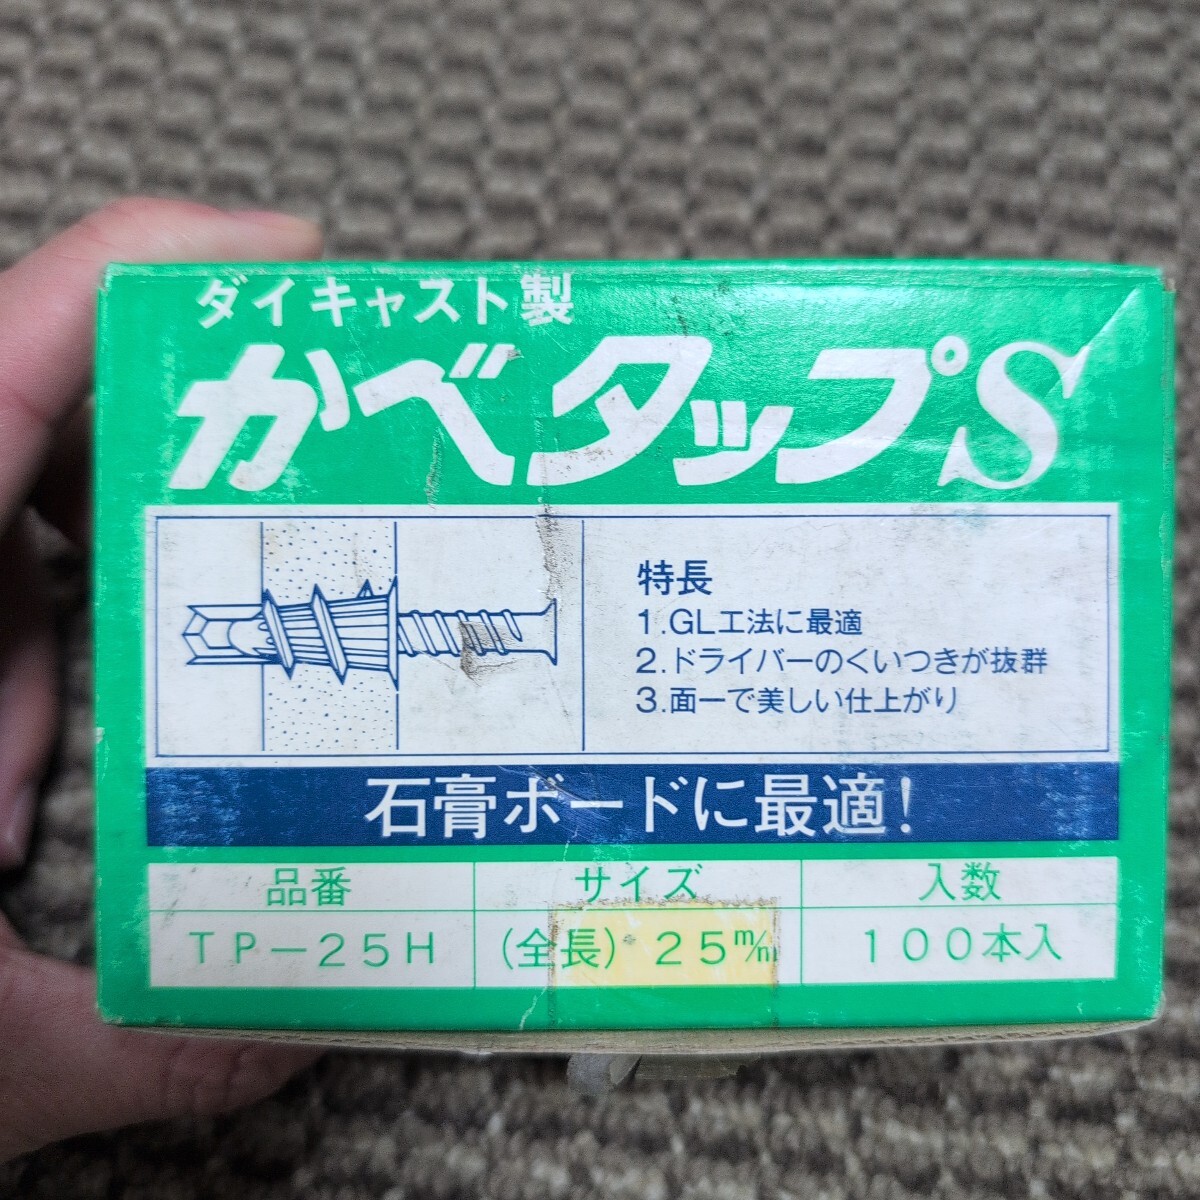 ダイキャスト製
かべタップS
特長
1.GL工法に最適
2.ドライバーのくいつきが抜群
3.面一で美しい仕上がり
石膏ボードに最適!
品番 サイズ 入数
TP-25H (全長) 25m/m 100本入